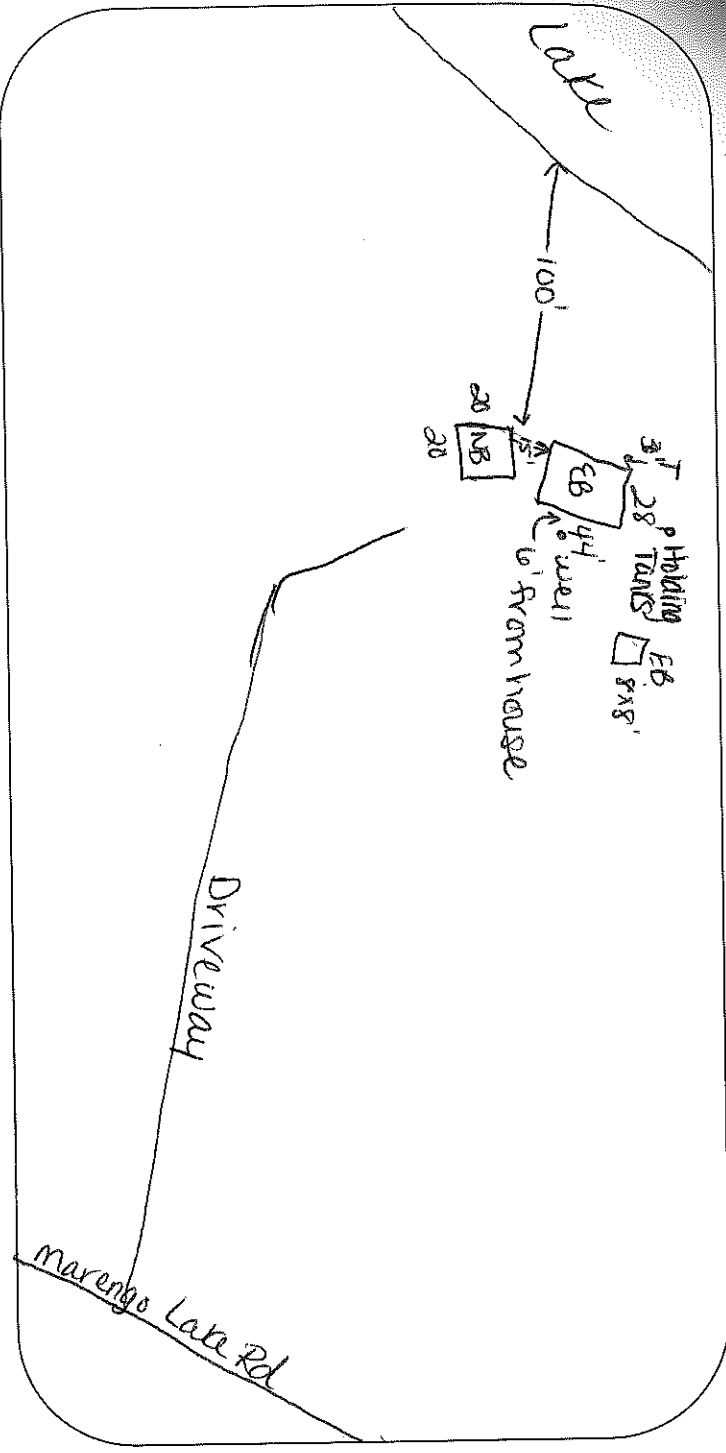 Lake
100'
20
NB
20
15'
EB
28'
Holding
Tanks
EB
8x8'
44'
well
6' from house
Driveway
Marengo Lake Rd